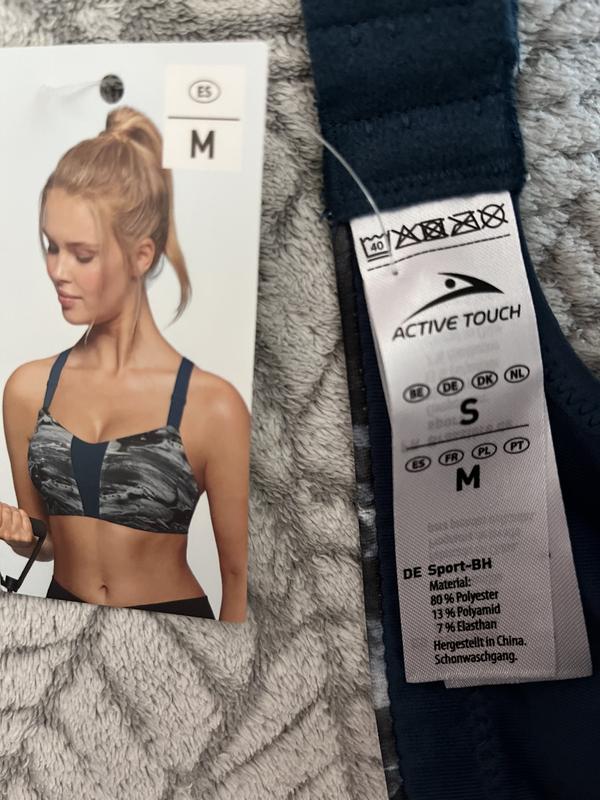 ES
M
40
ACTIVE TOUCH
BE DE DK NL
S
ES FR PL PT
M
DE Sport-BH
Material:
80 % Polyester
13 % Polyamid
7 % Elasthan
Hergestellt in China.
Schonwaschgang.